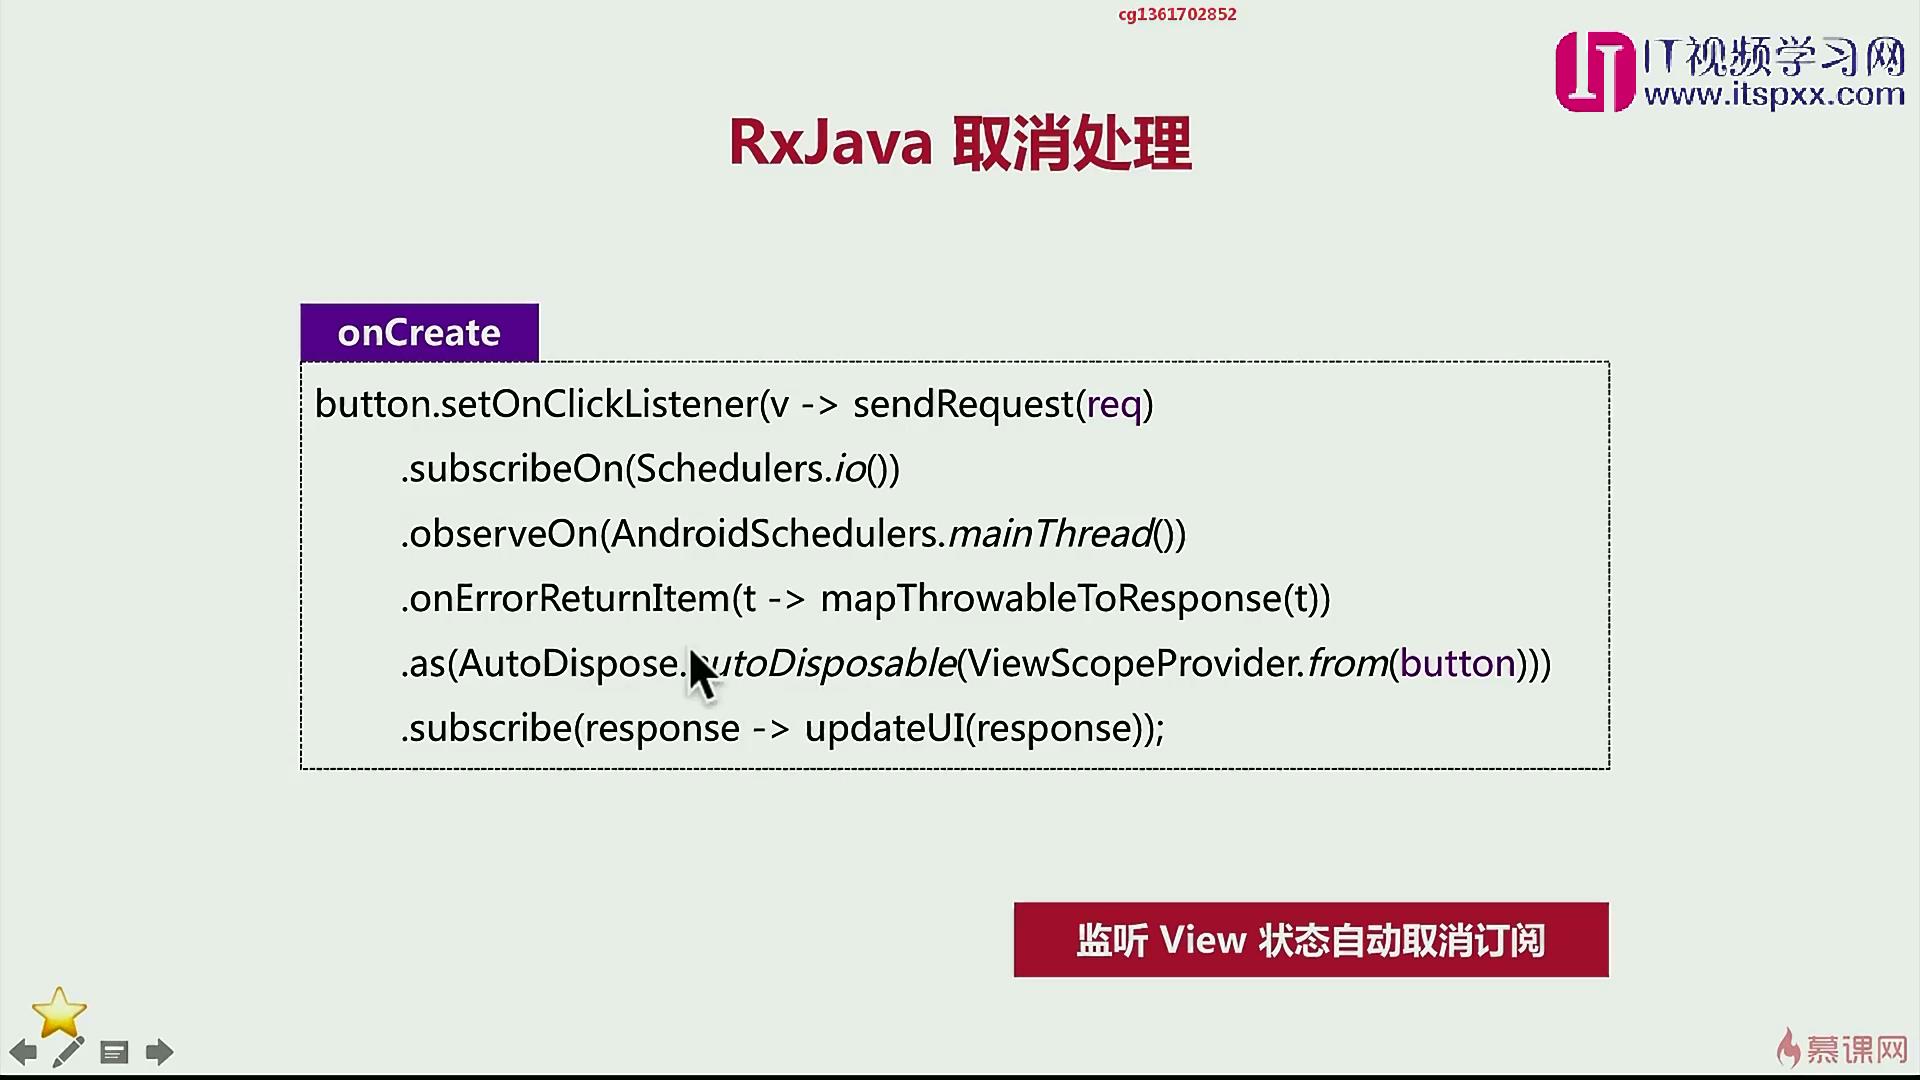 cg1361702852
IT视频学习网
www.itspxx.com
RxJava 取消处理
onCreate
button.setOnClickListener(v -> sendRequest(req)
.subscribeOn(Schedulers.io())
.observeOn(AndroidSchedulers.mainThread())
.onErrorReturnItem(t -> mapThrowableToResponse(t))
.as(AutoDispose.autoDisposable(ViewScopeProvider.from(button)))
.subscribe(response -> updateUI(response));
监听 View 状态自动取消订阅
慕课网